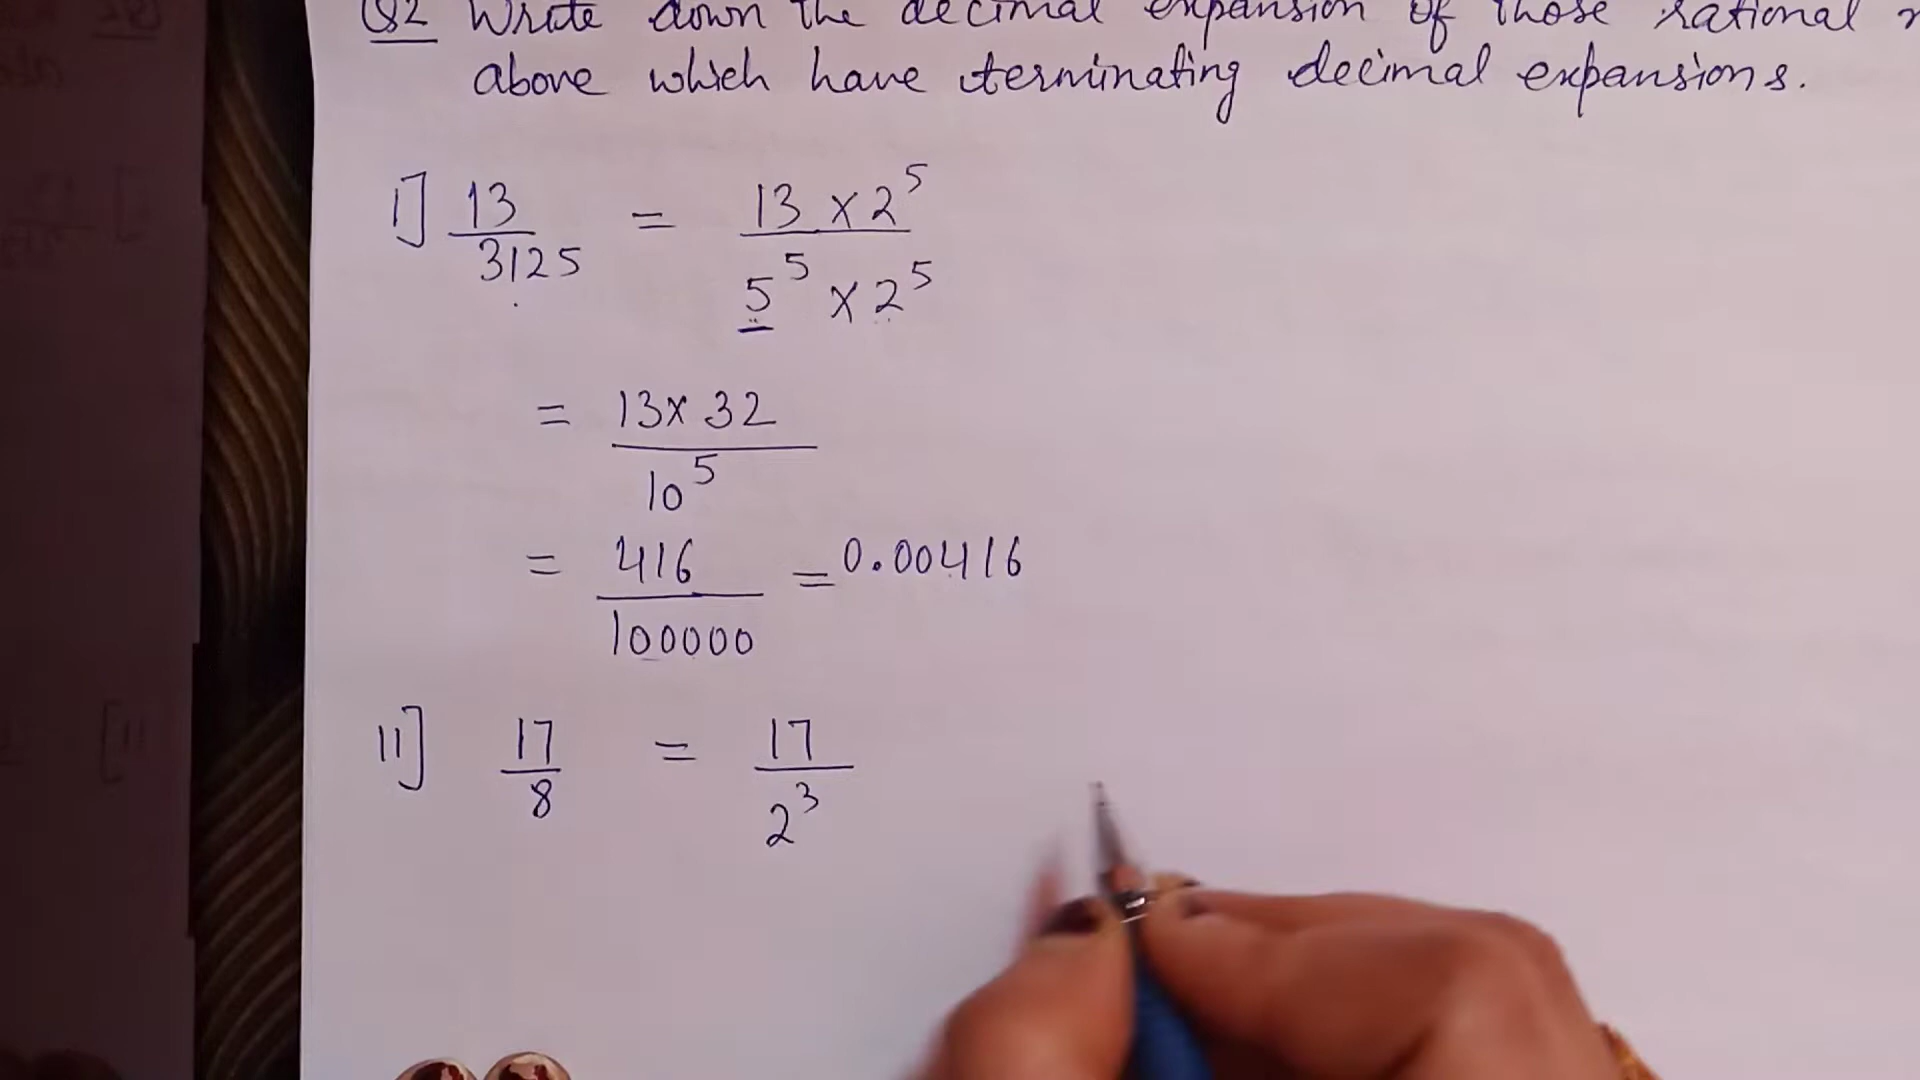 Q2 Write down the decimal expansion of those rational
above which have terminating decimal expansions.
I] 13/3125 = 13 × 2^5 / 5^5 × 2^5
= 13 × 32 / 10^5
= 416/100000 = 0.00416
II] 17/8 = 17/2^3